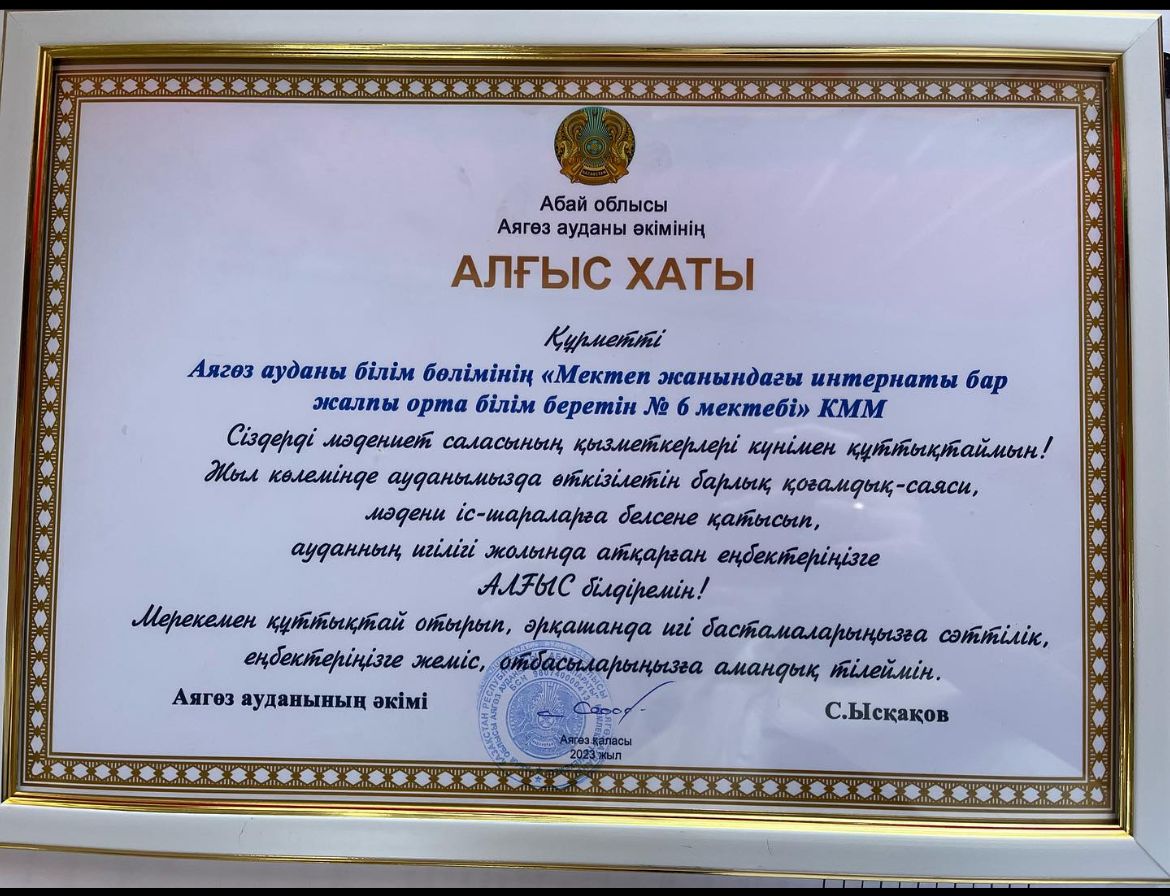 Абай облысы
Аягөз ауданы әкімінің
АЛҒЫС ХАТЫ
Құрметті
Аягөз ауданы білім бөлімінің «Мектеп жанындағы интернаты бар
жалпы орта білім беретін № 6 мектебі» КММ
Сіздерді мәдениет саласының қызметкерлері күнімен құттықтаймын!
Жыл көлемінде ауданымызда өткізілетін барлық қоғамдық-саяси,
мәдени іс-шараларға белсене қатысып,
ауданның игілігі жолында атқарған еңбектеріңізге
АЛҒЫС білдіремін!
Мерекемен құттықтай отырып, әрқашанда игі бастамаларыңызға сәттілік,
еңбектеріңізге жеміс, отбасыларыңызға амандық тілеймін.
Аягөз ауданының әкімі
С.Ысқақов
Аягөз қаласы
2023 жыл